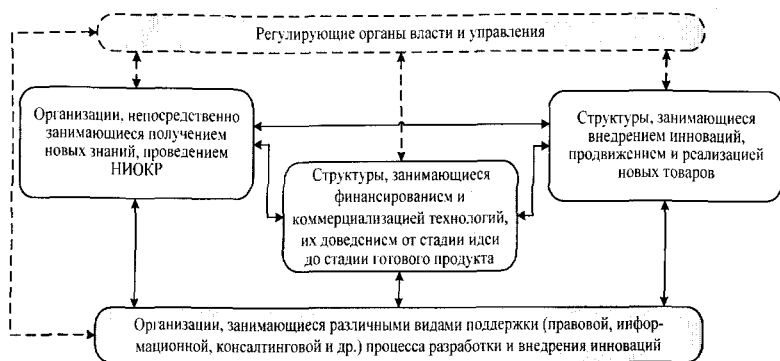 Регулирующие органы власти и управления
Организации, непосредственно
занимающиеся получением
новых знаний, проведением
НИОКР
Структуры, занимающиеся
финансированием и
коммерциализацией технологий,
их доведением от стадии идеи
до стадии готового продукта
Структуры, занимающиеся
внедрением инноваций,
продвижением и реализацией
новых товаров
Организации, занимающиеся различными видами поддержки (правовой, инфор-
мационной, консалтинговой и др.) процесса разработки и внедрения инноваций